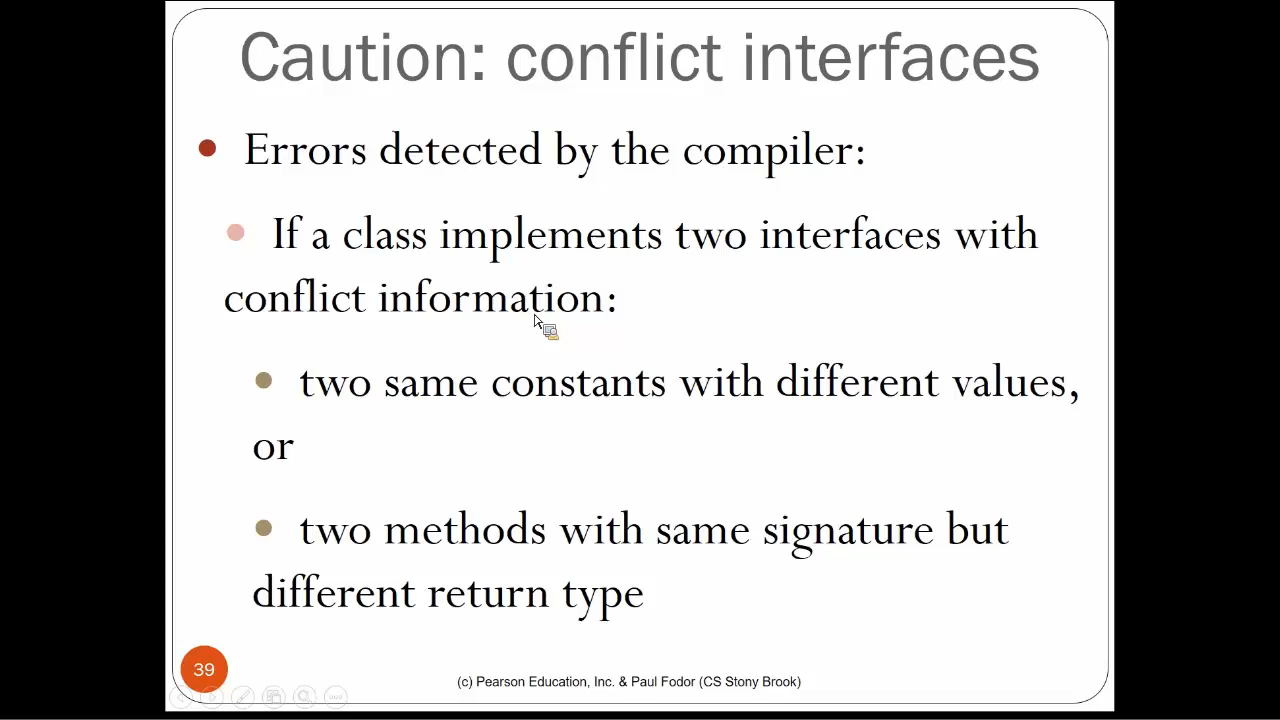 Caution: conflict interfaces
Errors detected by the compiler:
If a class implements two interfaces with
conflict information:
two same constants with different values,
or
two methods with same signature but
different return type
39
(c) Pearson Education, Inc. & Paul Fodor (CS Stony Brook)